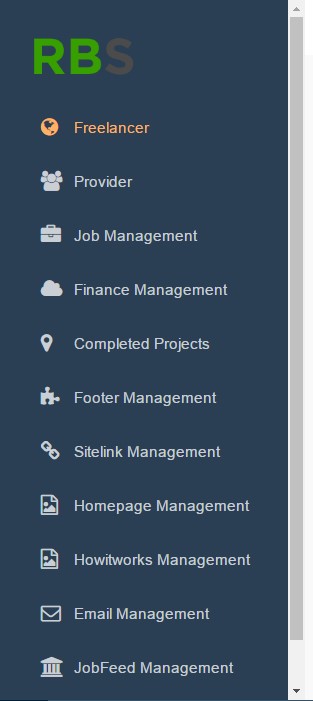 RBS
Freelancer
Provider
Job Management
Finance Management
Completed Projects
Footer Management
Sitelink Management
Homepage Management
Howitworks Management
Email Management
JobFeed Management